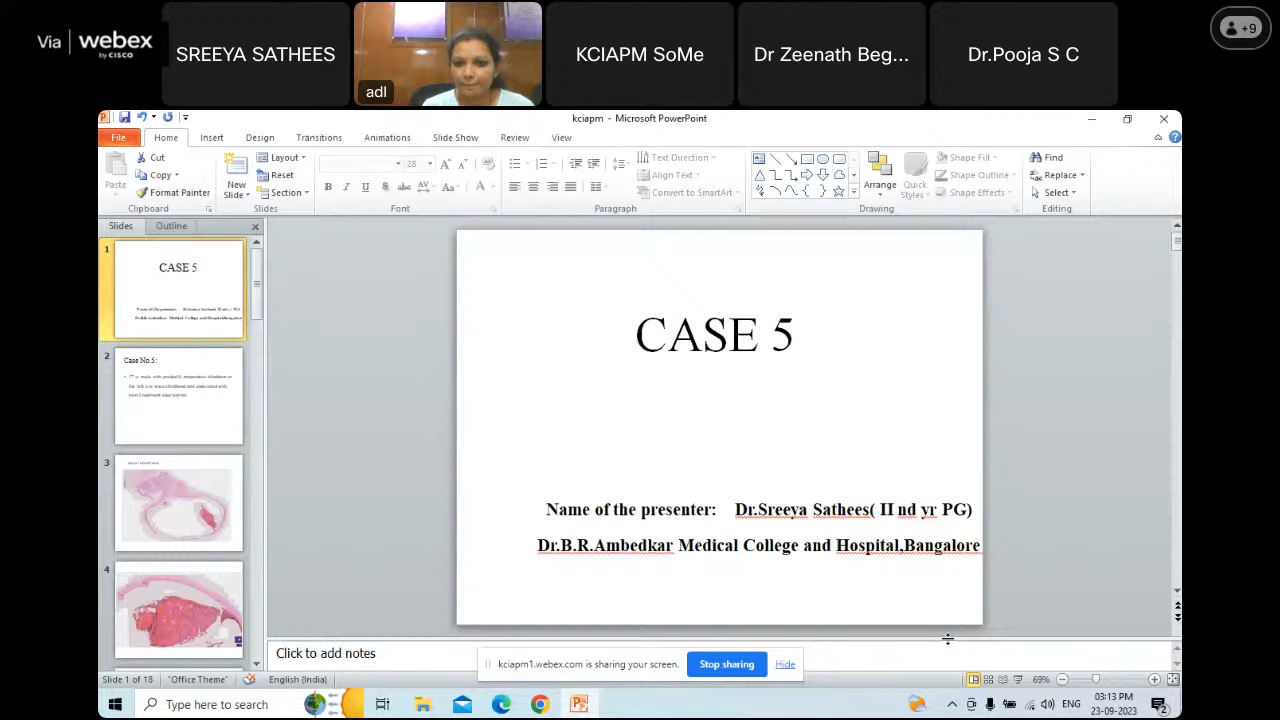 Via webex
by CISCO
SREEYA SATHEES
adl
KCIAPM SoMe
Dr Zeenath Beg...
Dr.Pooja S C
+9
kciapm - Microsoft PowerPoint
File Home Insert Design Transitions Animations Slide Show Review View
Paste
Cut
Copy
Format Painter
Clipboard
New
Slide
Layout
Reset
Section
Slides
28
Font
Text Direction
Align Text
Convert to SmartArt
Paragraph
Arrange
Quick
Styles
Shape Fill
Shape Outline
Shape Effects
Drawing
Find
Replace
Select
Editing
Slides Outline
1
CASE 5
2
Case No.5:
3
4
CASE 5
Name of the presenter: Dr.Sreeya Sathees( II nd yr PG)
Dr.B.R.Ambedkar Medical College and Hospital,Bangalore
Click to add notes
kciapm1.webex.com is sharing your screen. Stop sharing Hide
Slide 1 of 18 "Office Theme" English (India) 69%
Type here to search
ENG
03:13 PM
23-09-2023
2